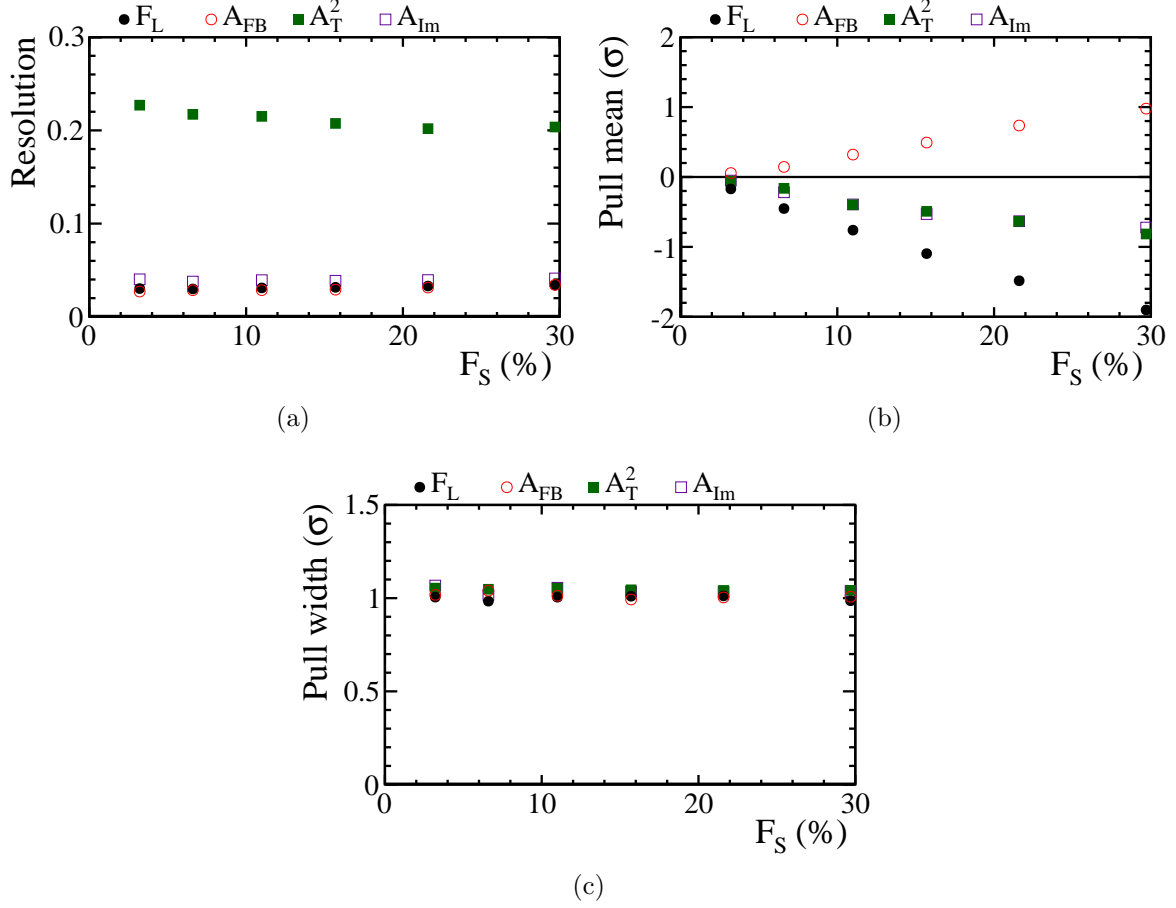 F_L A_FB A_T^2 A_Im
Resolution
0.3
0.2
0.1
0
0 10 20 30
F_S (%)
(a)
F_L A_FB A_T^2 A_Im
Pull mean (σ)
2
1
0
-1
-2
0 10 20 30
F_S (%)
(b)
F_L A_FB A_T^2 A_Im
Pull width (σ)
1.5
1
0.5
0
0 10 20 30
F_S (%)
(c)